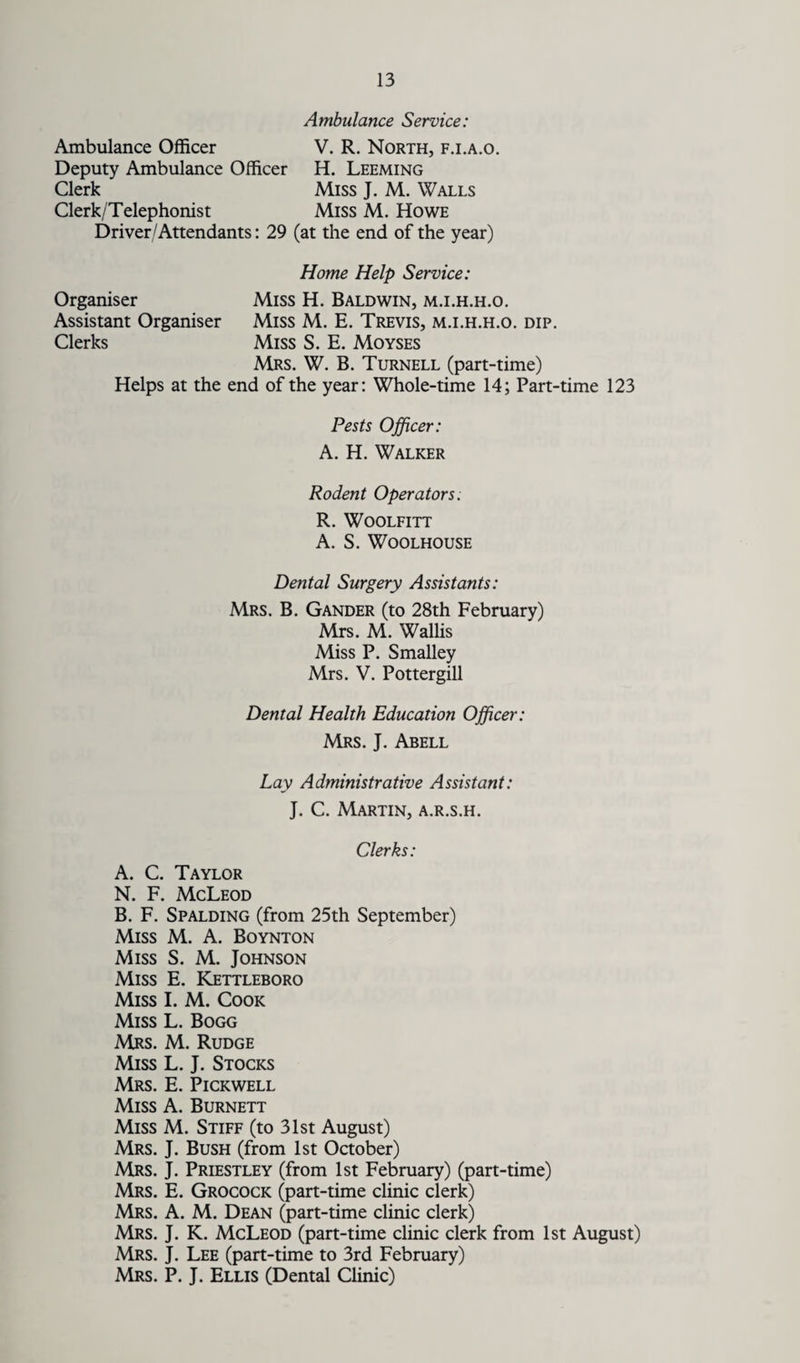 13
Ambulance Service:
Ambulance Officer V. R. NORTH, F.I.A.O.
Deputy Ambulance Officer H. LEEMING
Clerk MISS J. M. WALLS
Clerk/Telephonist MISS M. HOWE
Driver/Attendants: 29 (at the end of the year)
Home Help Service:
Organiser MISS H. BALDWIN, M.I.H.H.O.
Assistant Organiser MISS M. E. TREVIS, M.I.H.H.O. DIP.
Clerks MISS S. E. MOYSES
MRS. W. B. TURNELL (part-time)
Helps at the end of the year: Whole-time 14; Part-time 123
Pests Officer:
A. H. WALKER
Rodent Operators:
R. WOOLFITT
A. S. WOOLHOUSE
Dental Surgery Assistants:
MRS. B. GANDER (to 28th February)
Mrs. M. Wallis
Miss P. Smalley
Mrs. V. Pottergill
Dental Health Education Officer:
MRS. J. ABELL
Lay Administrative Assistant:
J. C. MARTIN, A.R.S.H.
Clerks:
A. C. TAYLOR
N. F. MCLEOD
B. F. SPALDING (from 25th September)
MISS M. A. BOYNTON
MISS S. M. JOHNSON
MISS E. KETTLEBORO
MISS I. M. COOK
MISS L. BOGG
MRS. M. RUDGE
MISS L. J. STOCKS
MRS. E. PICKWELL
MISS A. BURNETT
MISS M. STIFF (to 31st August)
MRS. J. BUSH (from 1st October)
MRS. J. PRIESTLEY (from 1st February) (part-time)
MRS. E. GROCOCK (part-time clinic clerk)
MRS. A. M. DEAN (part-time clinic clerk)
MRS. J. K. MCLEOD (part-time clinic clerk from 1st August)
MRS. J. LEE (part-time to 3rd February)
MRS. P. J. ELLIS (Dental Clinic)